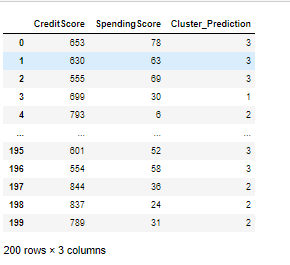 CreditScore SpendingScore Cluster_Prediction
0 653 78 3
1 630 63 3
2 555 69 3
3 699 30 1
4 793 6 2
... ... ... ...
195 601 52 3
196 554 58 3
197 844 36 2
198 837 24 2
199 789 31 2
200 rows × 3 columns